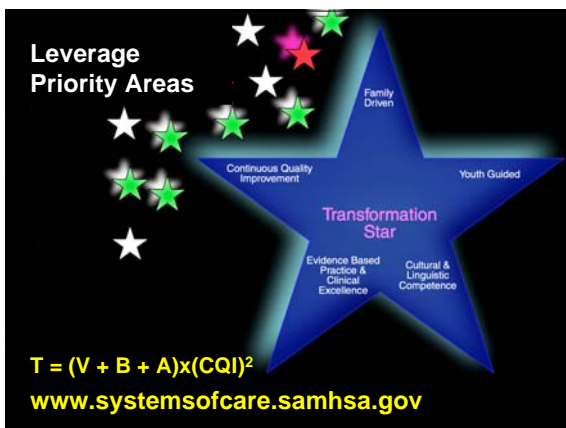 Leverage
Priority Areas
Family
Driven
Continuous Quality
Improvement
Youth Guided
Transformation
Star
Evidence Based
Practice &
Clinical
Excellence
Cultural &
Linguistic
Competence
T = (V + B + A)x(CQI)²
www.systemsofcare.samhsa.gov